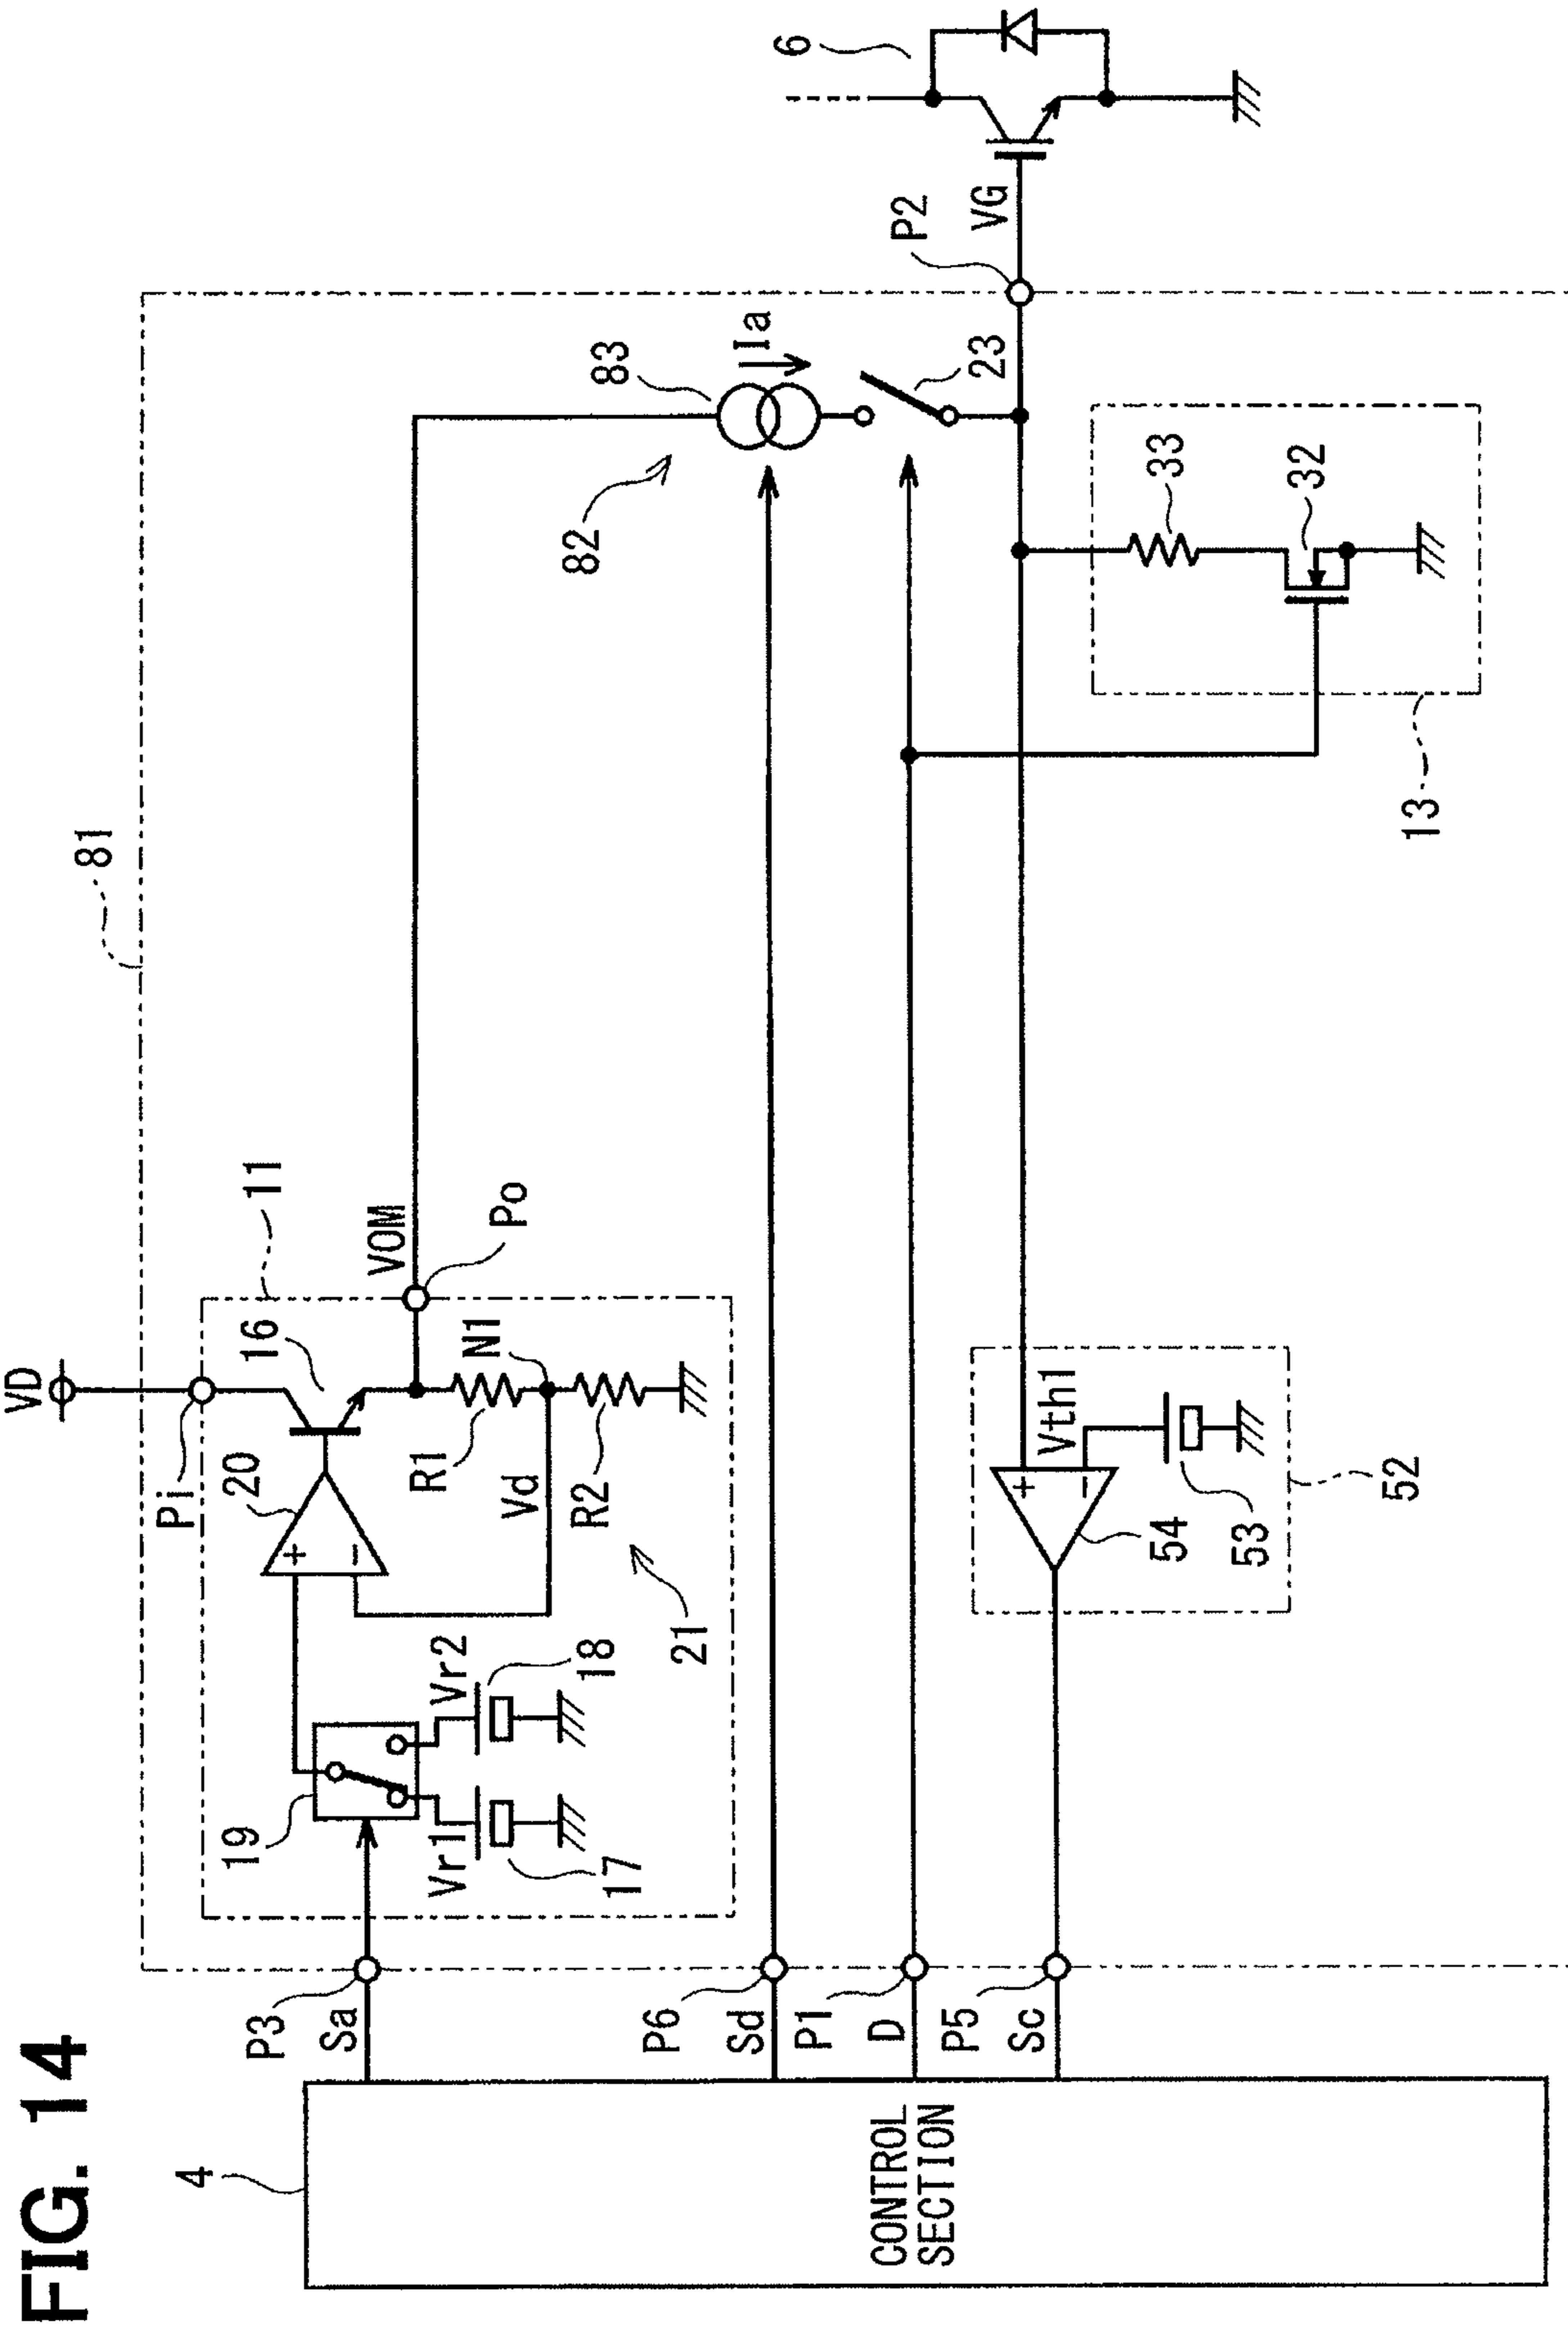 FIG. 14
4
CONTROL
SECTION
P3
Sa
P6
Sd
P1
D
P5
Sc
81
VD
Pi
11
16
20
19
Vr1
17
Vr2
18
21
R1
Vd
R2
N1
VOM
Po
Vth1
54
53
52
82
83
Ia
23
33
32
13
P2
VG
6